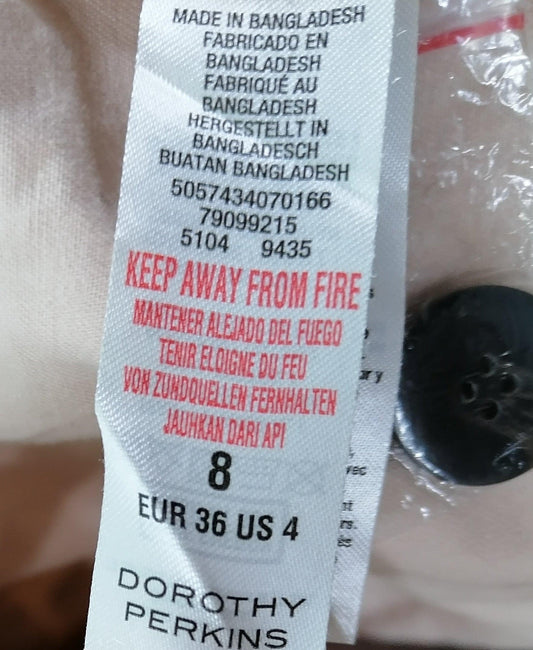 MADE IN BANGLADESH
FABRICADO EN
BANGLADESH
FABRIQUÉ AU
BANGLADESH
HERGESTELLT IN
BANGLADESCH
BUATAN BANGLADESH
5057434070166
79099215
5104 9435
KEEP AWAY FROM FIRE
MANTENER ALEJADO DEL FUEGO
TENIR ELOIGNE DU FEU
VON ZUNDQUELLEN FERNHALTEN
JAUHKAN DARI API
8
EUR 36 US 4
DOROTHY
PERKINS